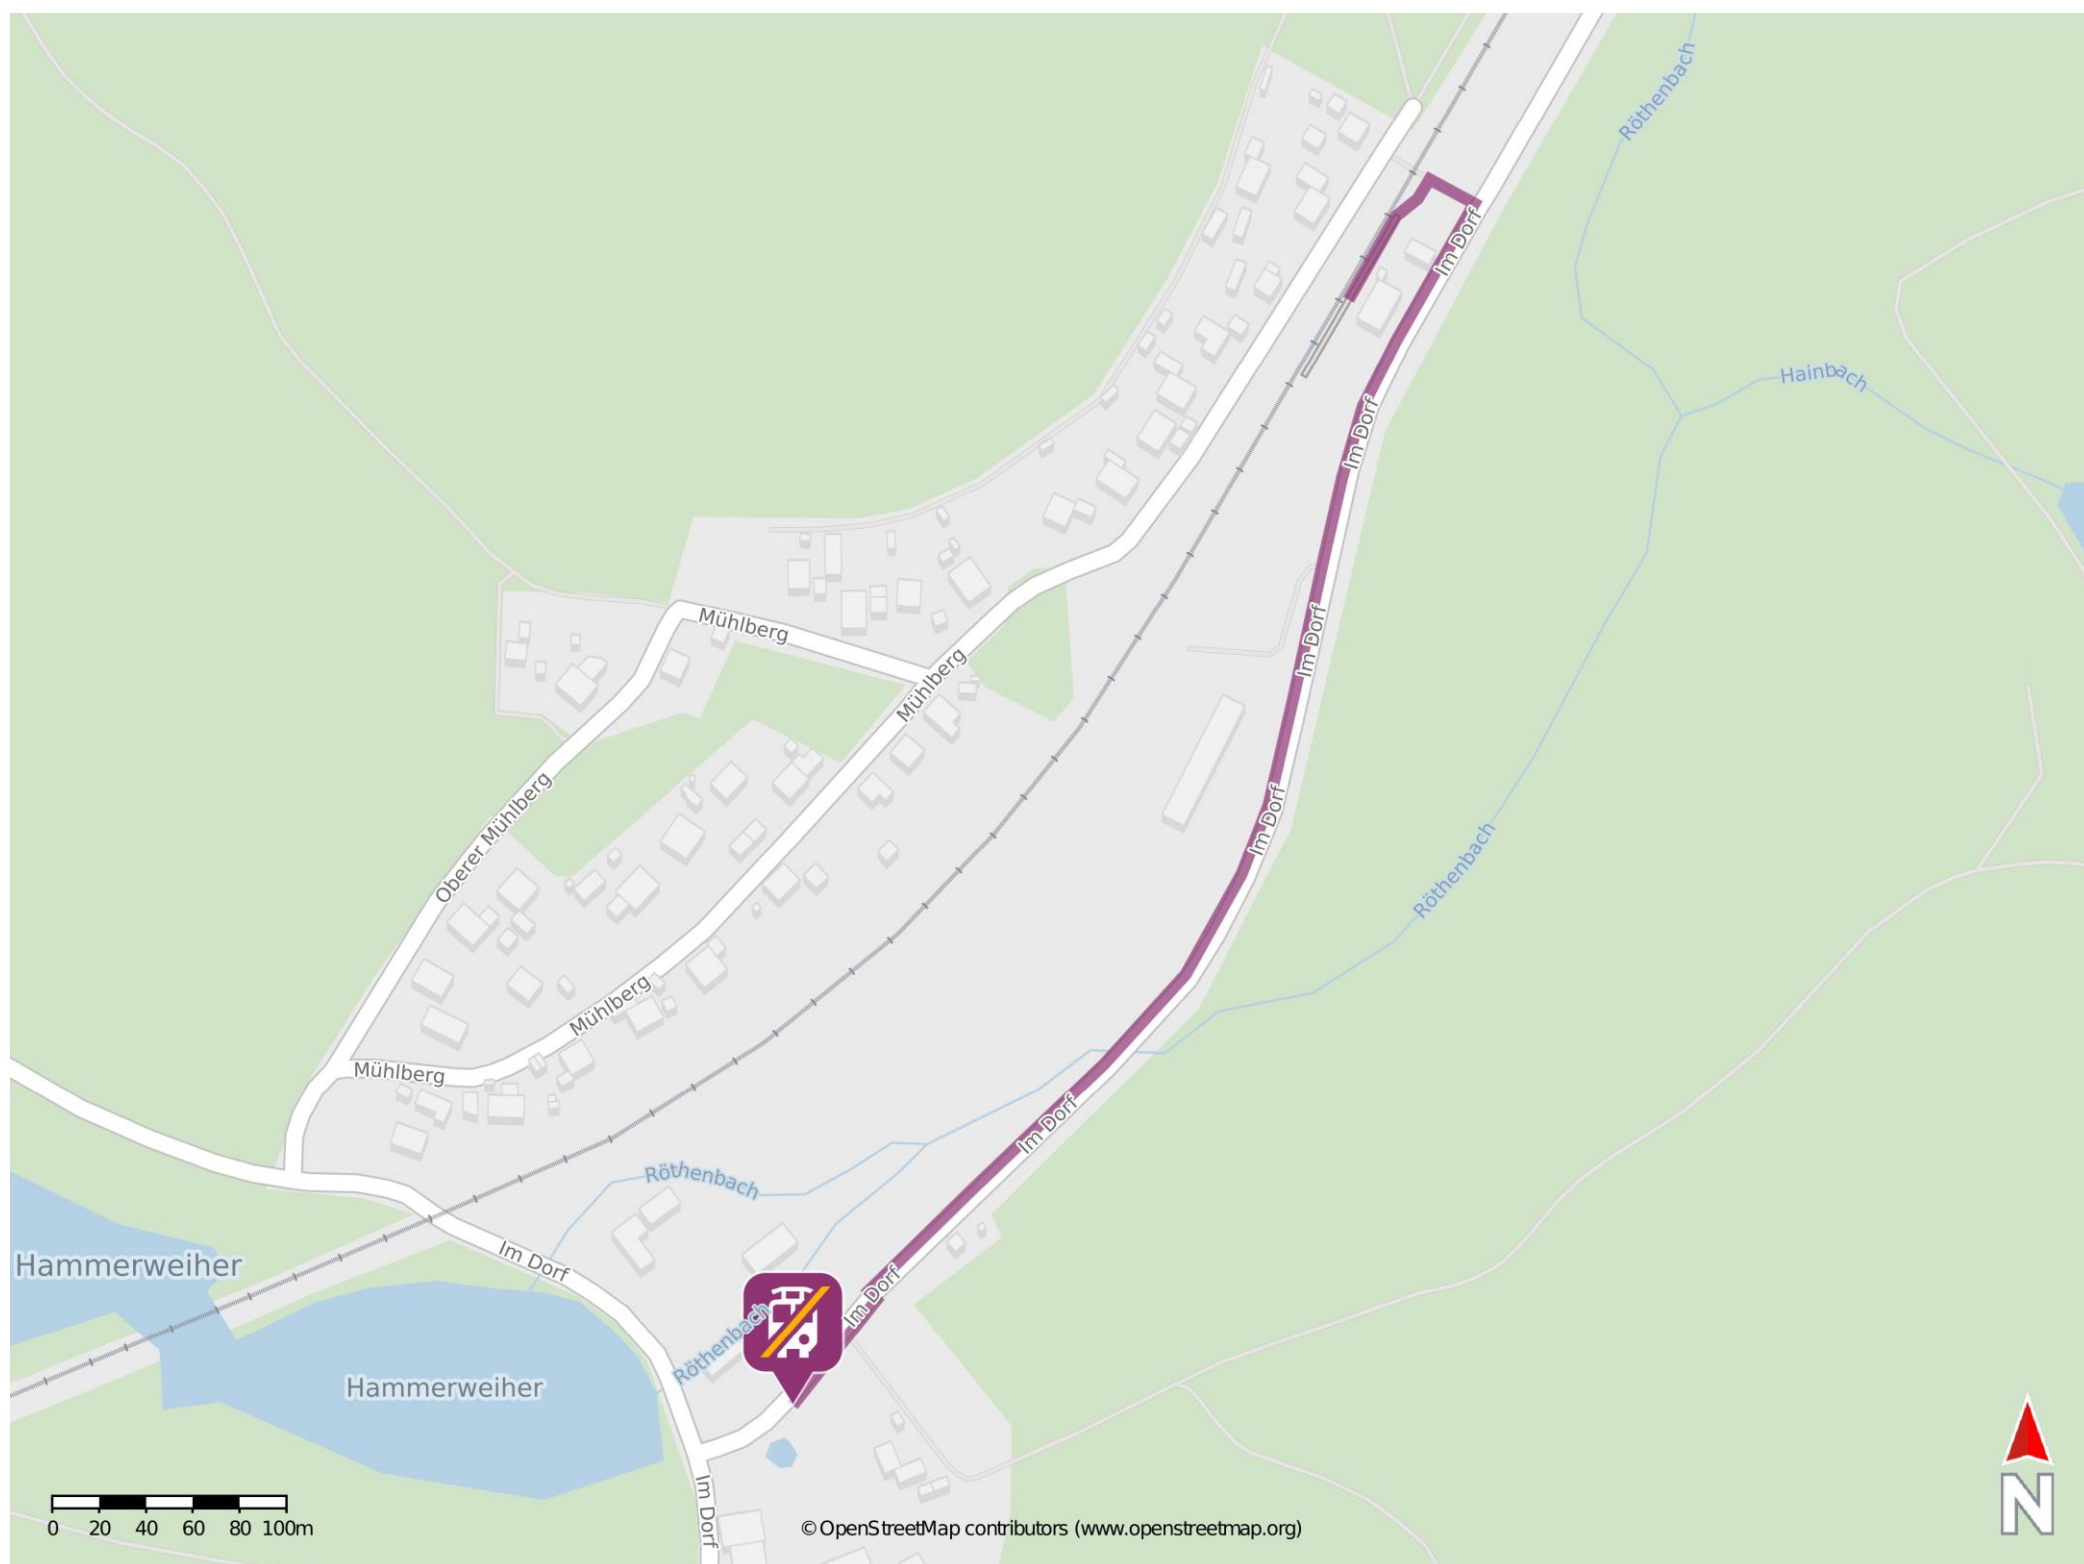 Röthenbach
Im Dorf
Hainbach
Im Dorf
Mühlberg
Im Dorf
Mühlberg
Oberer Mühlberg
Im Dorf
Röthenbach
Mühlberg
Mühlberg
Im Dorf
Röthenbach
Hammerweiher
Im Dorf
Im Dorf
Röthenbach
Hammerweiher
Im Dorf
N
0 20 40 60 80 100m
© OpenStreetMap contributors (www.openstreetmap.org)